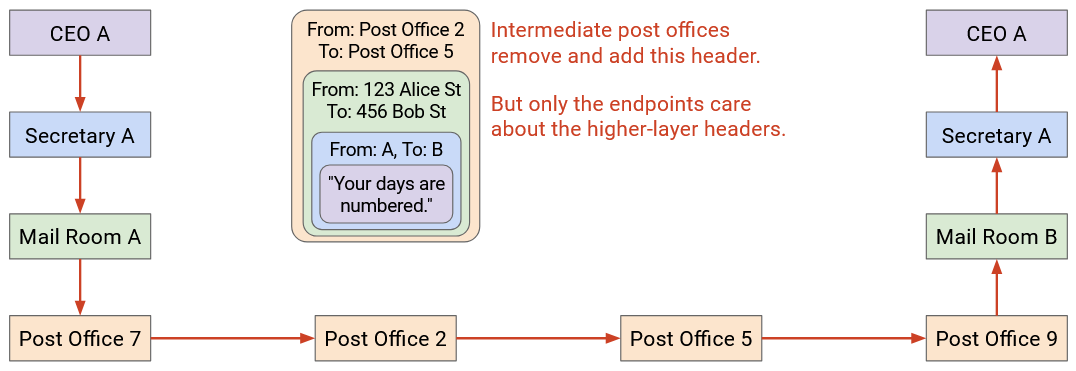 CEO A
Secretary A
Mail Room A
Post Office 7
From: Post Office 2
To: Post Office 5
From: 123 Alice St
To: 456 Bob St
From: A, To: B
"Your days are
numbered."
Intermediate post offices
remove and add this header.
But only the endpoints care
about the higher-layer headers.
Post Office 2
Post Office 5
CEO A
Secretary A
Mail Room B
Post Office 9